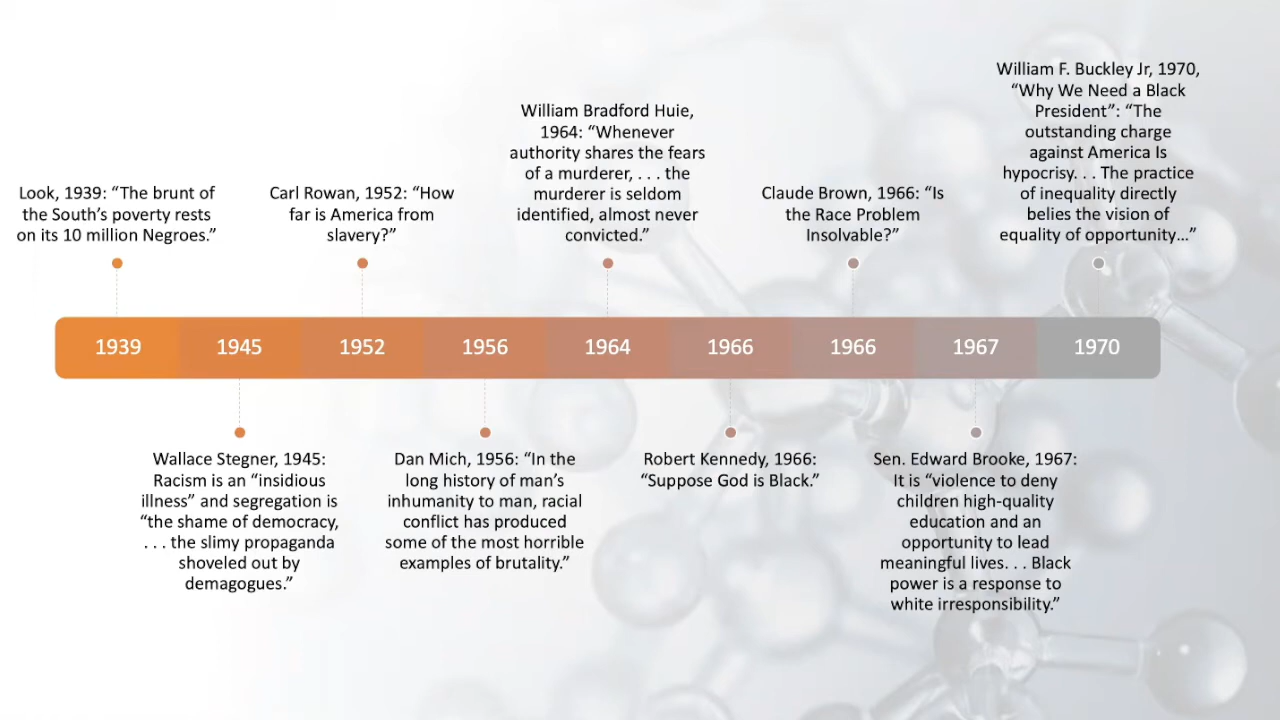 Look, 1939: “The brunt of
the South’s poverty rests
on its 10 million Negroes.”
Carl Rowan, 1952: “How
far is America from
slavery?”
William Bradford Huie,
1964: “Whenever
authority shares the fears
of a murderer, . . . the
murderer is seldom
identified, almost never
convicted.”
Claude Brown, 1966: “Is
the Race Problem
Insolvable?”
William F. Buckley Jr, 1970,
“Why We Need a Black
President”: “The
outstanding charge
against America Is
hypocrisy. . . The practice
of inequality directly
belies the vision of
equality of opportunity…”
1939 1945 1952 1956 1964 1966 1966 1967 1970
Wallace Stegner, 1945:
Racism is an “insidious
illness” and segregation is
“the shame of democracy,
. . . the slimy propaganda
shoveled out by
demagogues.”
Dan Mich, 1956: “In the
long history of man’s
inhumanity to man, racial
conflict has produced
some of the most horrible
examples of brutality.”
Robert Kennedy, 1966:
“Suppose God is Black.”
Sen. Edward Brooke, 1967:
It is “violence to deny
children high-quality
education and an
opportunity to lead
meaningful lives. . . Black
power is a response to
white irresponsibility.”